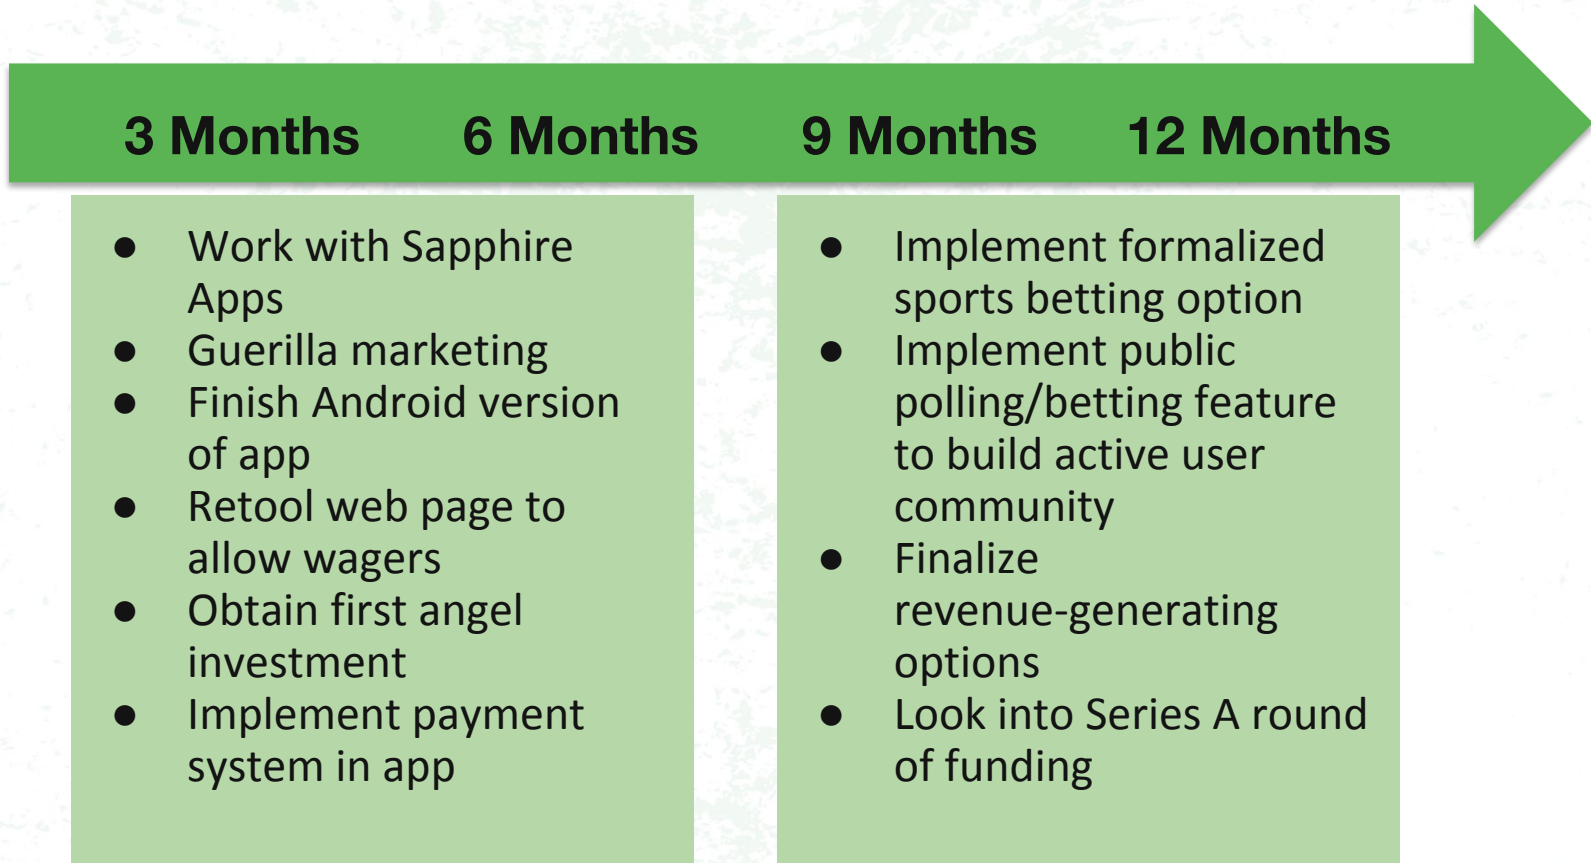 3 Months 6 Months 9 Months 12 Months
● Work with Sapphire
Apps
● Guerilla marketing
● Finish Android version
of app
● Retool web page to
allow wagers
● Obtain first angel
investment
● Implement payment
system in app
● Implement formalized
sports betting option
● Implement public
polling/betting feature
to build active user
community
● Finalize
revenue-generating
options
● Look into Series A round
of funding